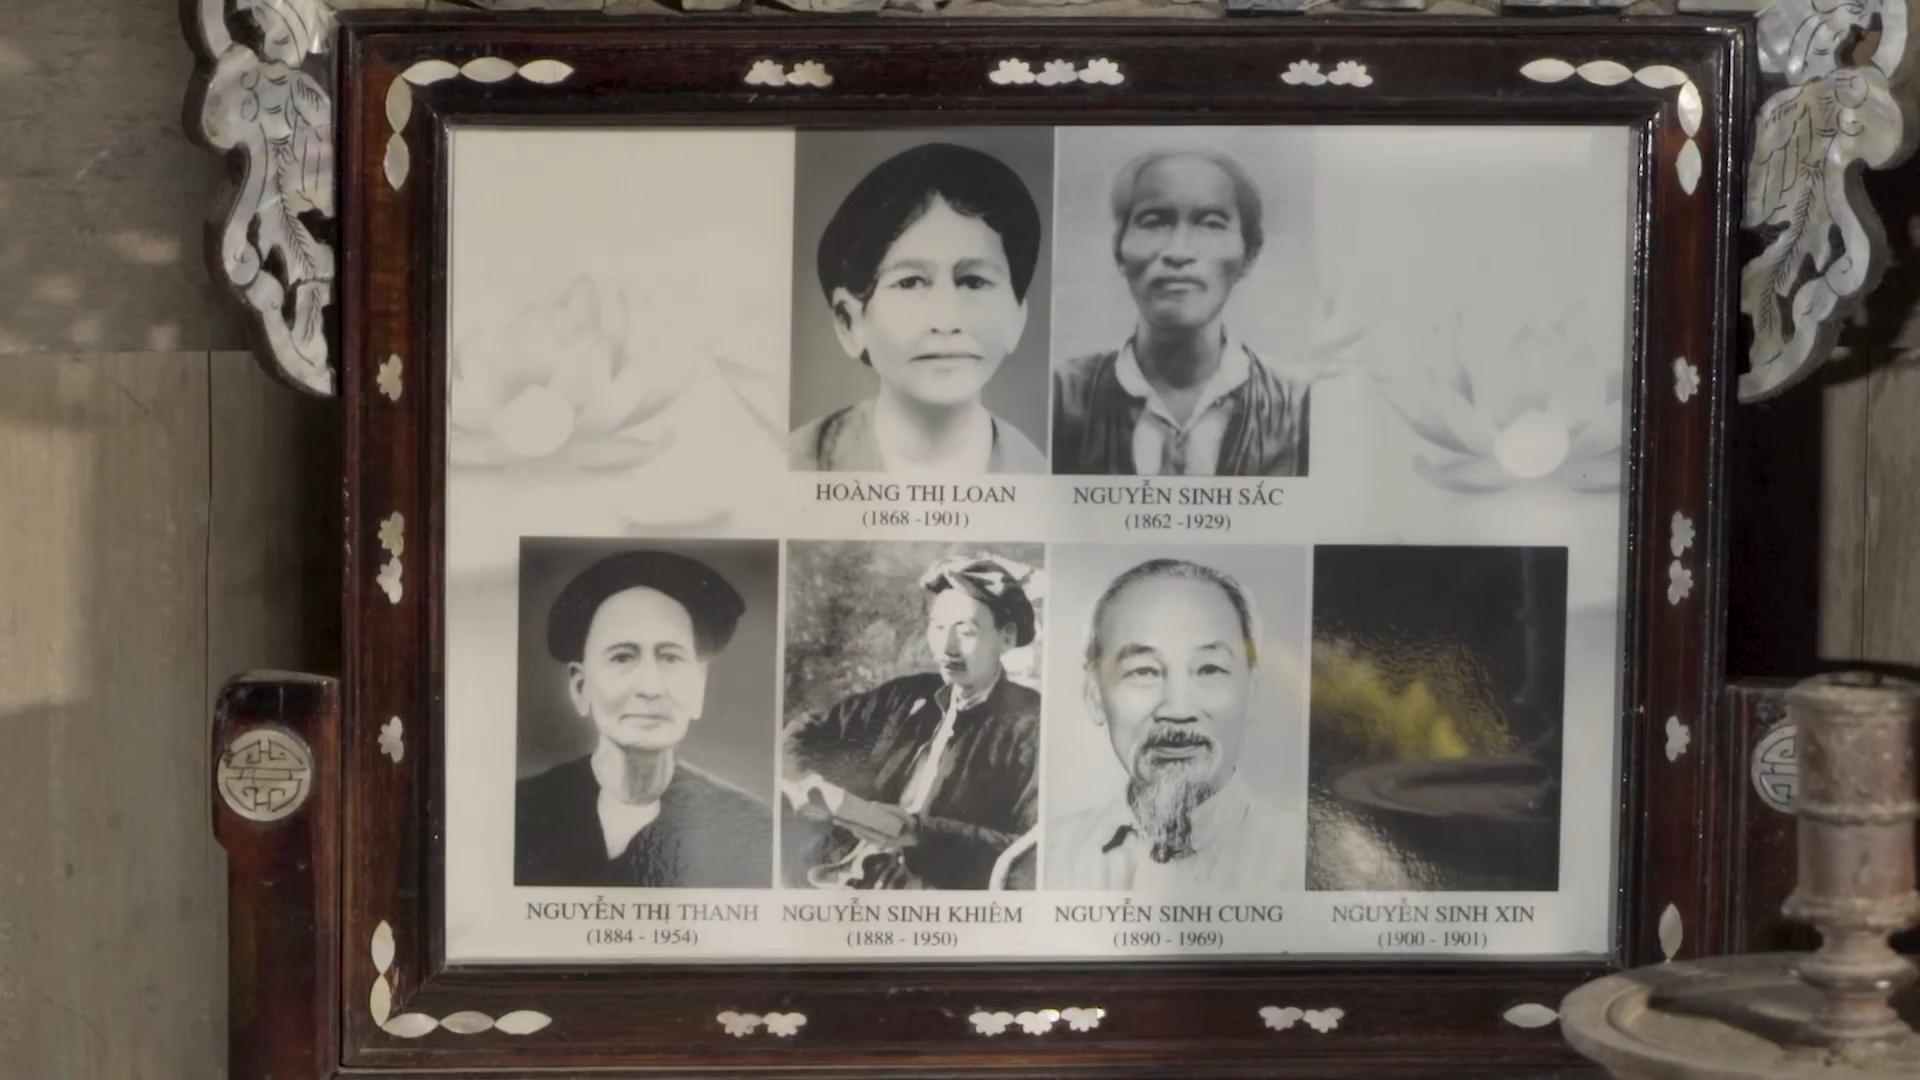 HOÀNG THỊ LOAN
(1868 -1901)
NGUYỄN SINH SẮC
(1862 -1929)
NGUYỄN THỊ THANH
(1884 - 1954)
NGUYỄN SINH KHIÊM
(1888 - 1950)
NGUYỄN SINH CUNG
(1890 - 1969)
NGUYỄN SINH XIN
(1900 - 1901)